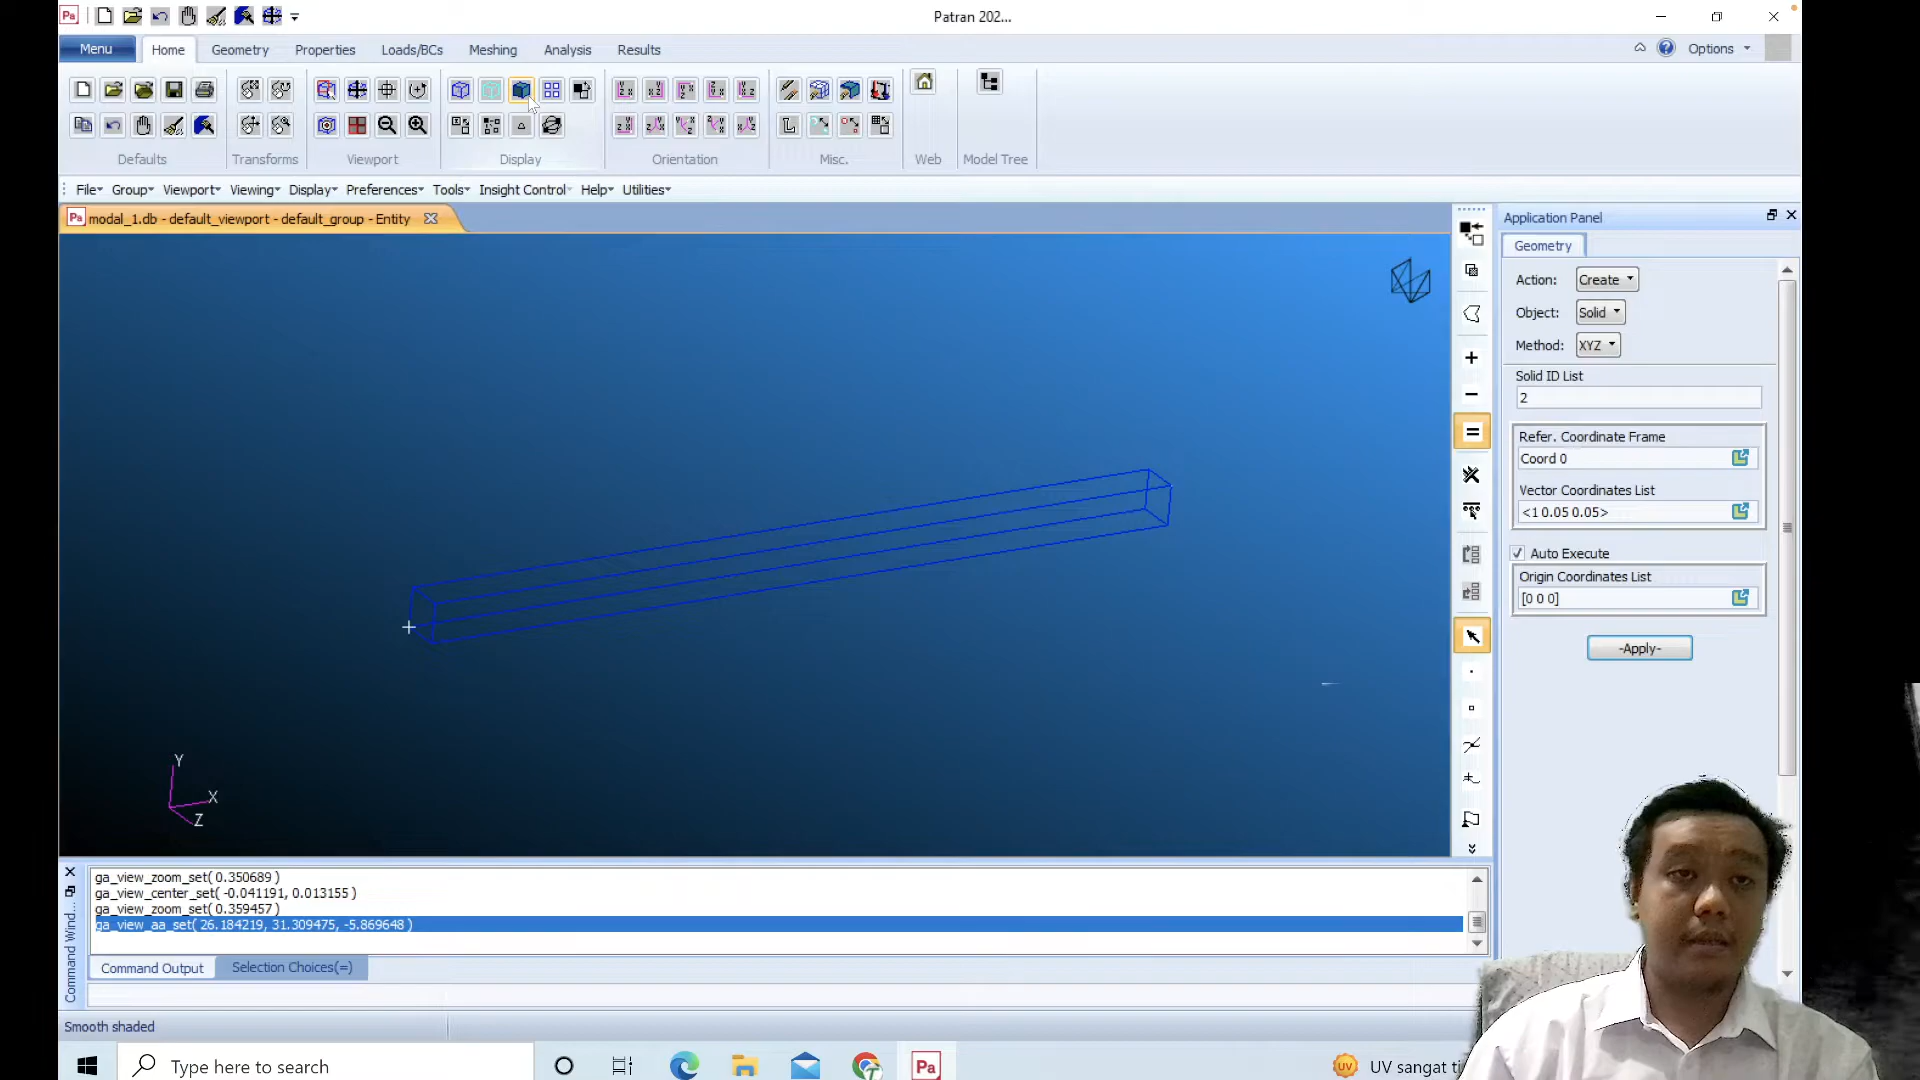 Pa
Patran 202...
Menu
Home
Geometry
Properties
Loads/BCs
Meshing
Analysis
Results
Options
Defaults
Transforms
Viewport
Display
Orientation
Misc.
Web
Model Tree
File
Group
Viewport
Viewing
Display
Preferences
Tools
Insight Control
Help
Utilities
Pa
modal_1.db - default_viewport - default_group - Entity
Application Panel
Geometry
Action:
Create
Object:
Solid
Method:
XYZ
Solid ID List
2
Refer. Coordinate Frame
Coord 0
Vector Coordinates List
<1 0.05 0.05>
Auto Execute
Origin Coordinates List
[0 0 0]
-Apply-
Y
X
Z
Command Wind...
ga_view_zoom_set( 0.350689 )
ga_view_center_set( -0.041191, 0.013155 )
ga_view_zoom_set( 0.359457 )
ga_view_aa_set( 26.184219, 31.309475, -5.869648 )
Command Output
Selection Choices(=)
Smooth shaded
Type here to search
Pa
UV
UV sangat ti